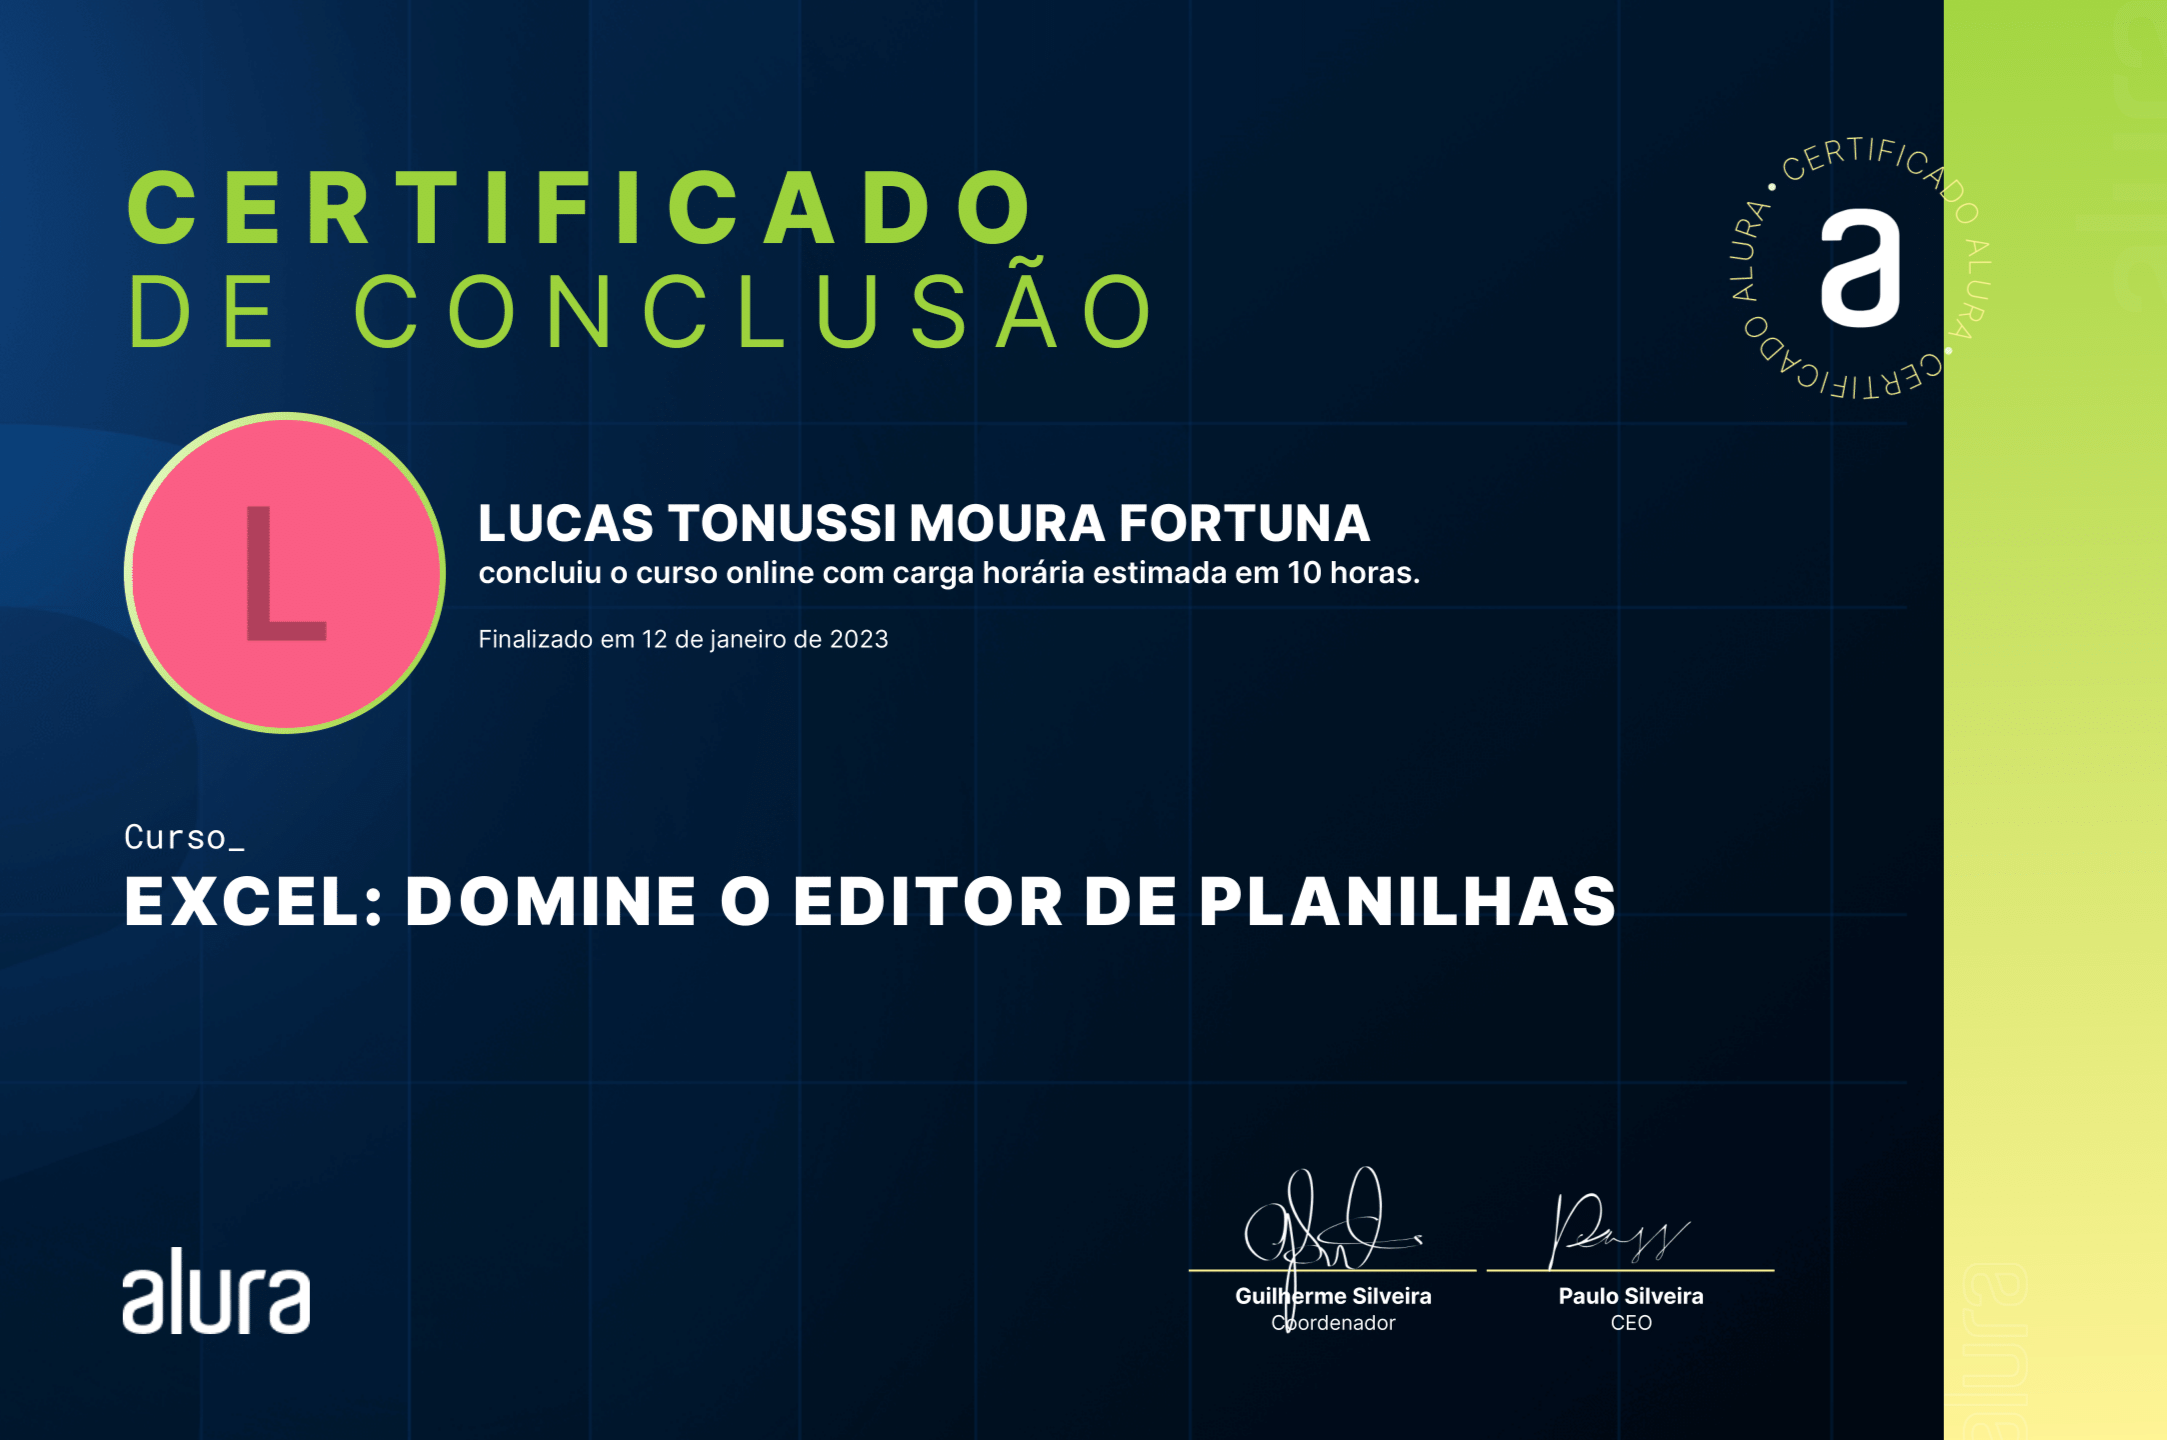 CERTIFICADO
DE CONCLUSÃO
CERTIFICADO ALURA • CERTIFICADO ALURA •
a
L
LUCAS TONUSSI MOURA FORTUNA
concluiu o curso online com carga horária estimada em 10 horas.
Finalizado em 12 de janeiro de 2023
Curso_
EXCEL: DOMINE O EDITOR DE PLANILHAS
alura
Guilherme Silveira
Coordenador
Paulo Silveira
CEO
alura
alura